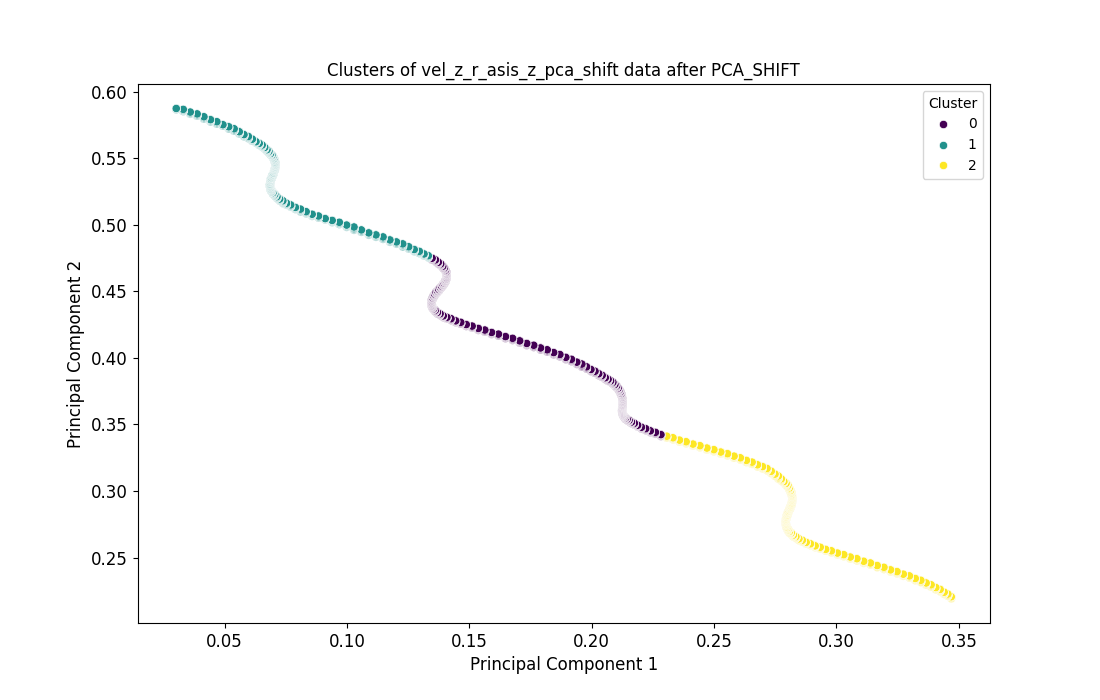 Clusters of vel_z_r_asis_z_pca_shift data after PCA_SHIFT
Cluster
0
1
2
0.60
0.55
0.50
0.45
0.40
0.35
0.30
0.25
Principal Component 2
0.05 0.10 0.15 0.20 0.25 0.30 0.35
Principal Component 1